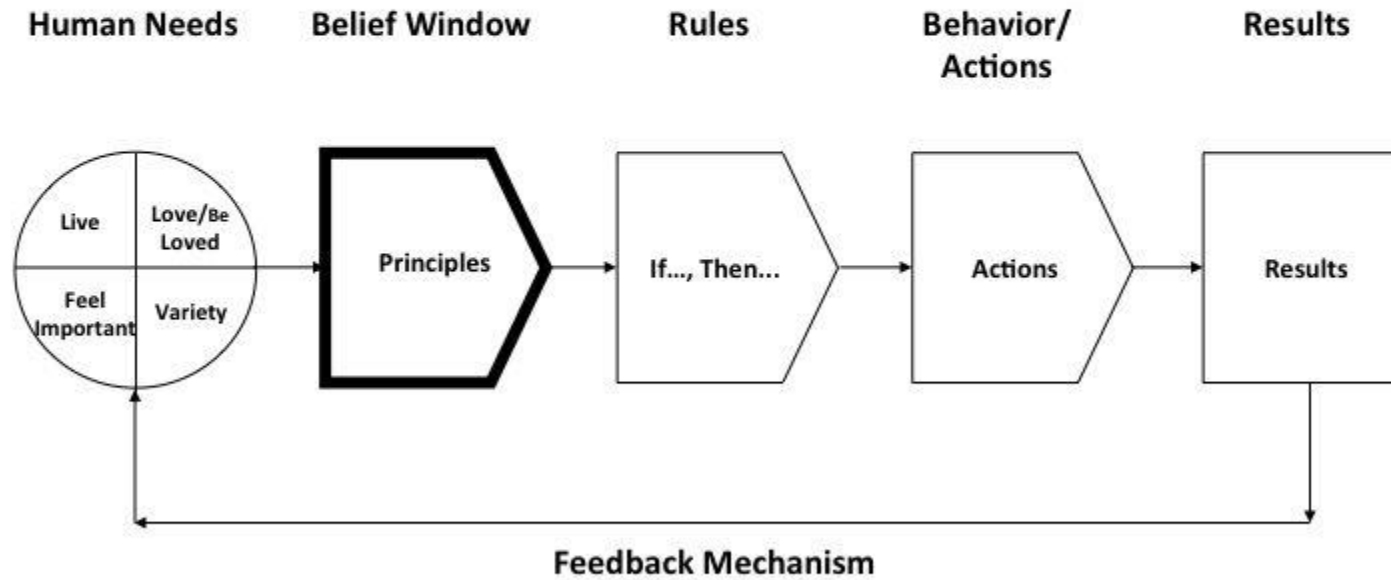 Human Needs
Belief Window
Rules
Behavior/
Actions
Results
Live
Love/Be
Loved
Feel
Important
Variety
Principles
If..., Then...
Actions
Results
Feedback Mechanism